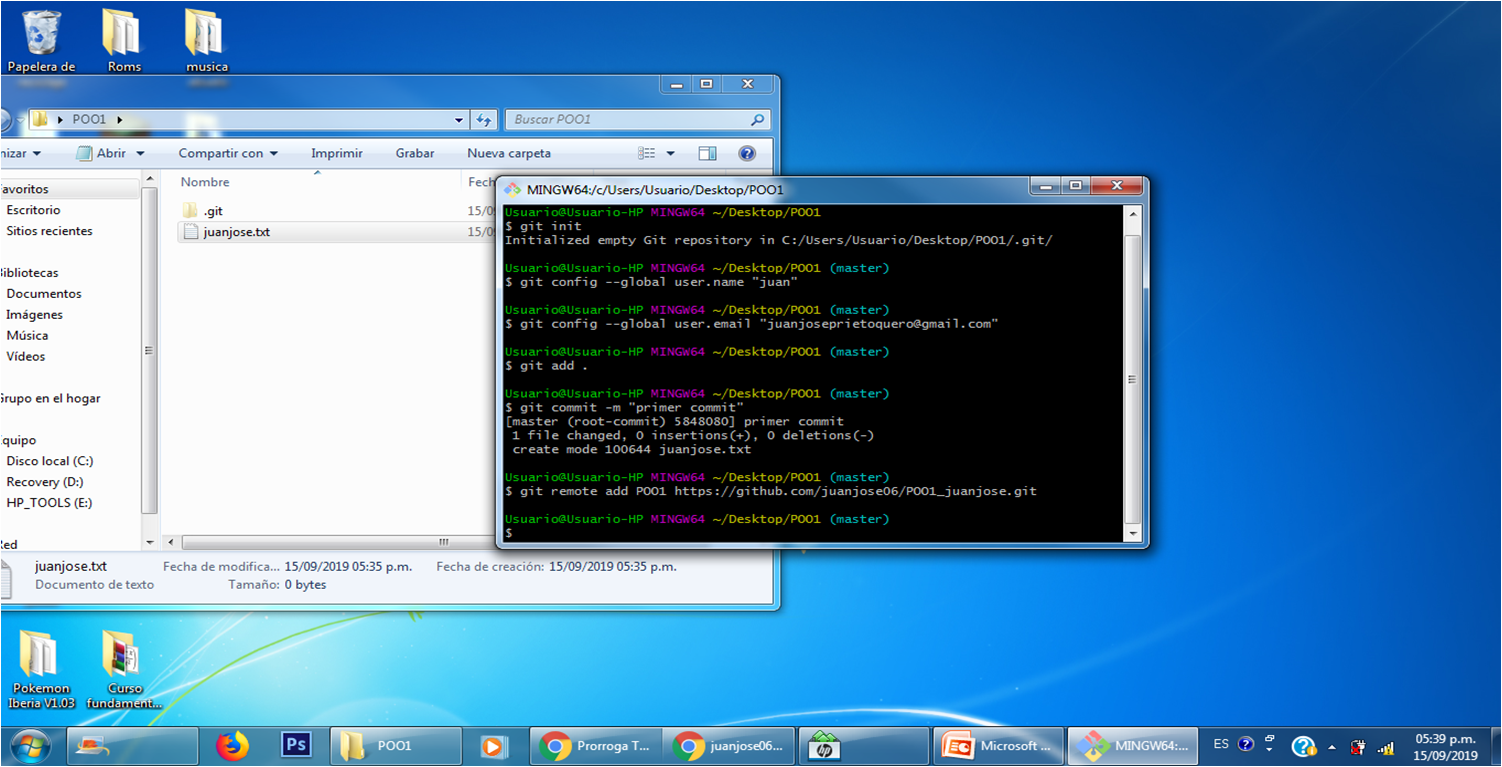 Papelera de
Roms
musica
POO1
Buscar POO1
nizar
Abrir
Compartir con
Imprimir
Grabar
Nueva carpeta
Nombre
Fech
avoritos
Escritorio
Sitios recientes
Bibliotecas
Documentos
Imágenes
Música
Vídeos
Grupo en el hogar
quipo
Disco local (C:)
Recovery (D:)
HP_TOOLS (E:)
Red
.git
15/09
juanjose.txt
15/09
MINGW64:/c/Users/Usuario/Desktop/POO1
Usuario@Usuario-HP MINGW64 ~/Desktop/POO1
$ git init
Initialized empty Git repository in C:/Users/Usuario/Desktop/POO1/.git/
Usuario@Usuario-HP MINGW64 ~/Desktop/POO1 (master)
$ git config --global user.name "juan"
Usuario@Usuario-HP MINGW64 ~/Desktop/POO1 (master)
$ git config --global user.email "juanjoseprietoquero@gmail.com"
Usuario@Usuario-HP MINGW64 ~/Desktop/POO1 (master)
$ git add .
Usuario@Usuario-HP MINGW64 ~/Desktop/POO1 (master)
$ git commit -m "primer commit"
[master (root-commit) 5848080] primer commit
1 file changed, 0 insertions(+), 0 deletions(-)
create mode 100644 juanjose.txt
Usuario@Usuario-HP MINGW64 ~/Desktop/POO1 (master)
$ git remote add POO1 https://github.com/juanjose06/POO1_juanjose.git
Usuario@Usuario-HP MINGW64 ~/Desktop/POO1 (master)
$
juanjose.txt
Fecha de modifica... 15/09/2019 05:35 p.m.
Fecha de creación: 15/09/2019 05:35 p.m.
Documento de texto
Tamaño: 0 bytes
Pokemon
Iberia V1.03
Curso
fundament...
Ps
POO1
Prorroga T...
juanjose06...
hp
Microsoft ...
MINGW64:...
ES
05:39 p.m.
15/09/2019